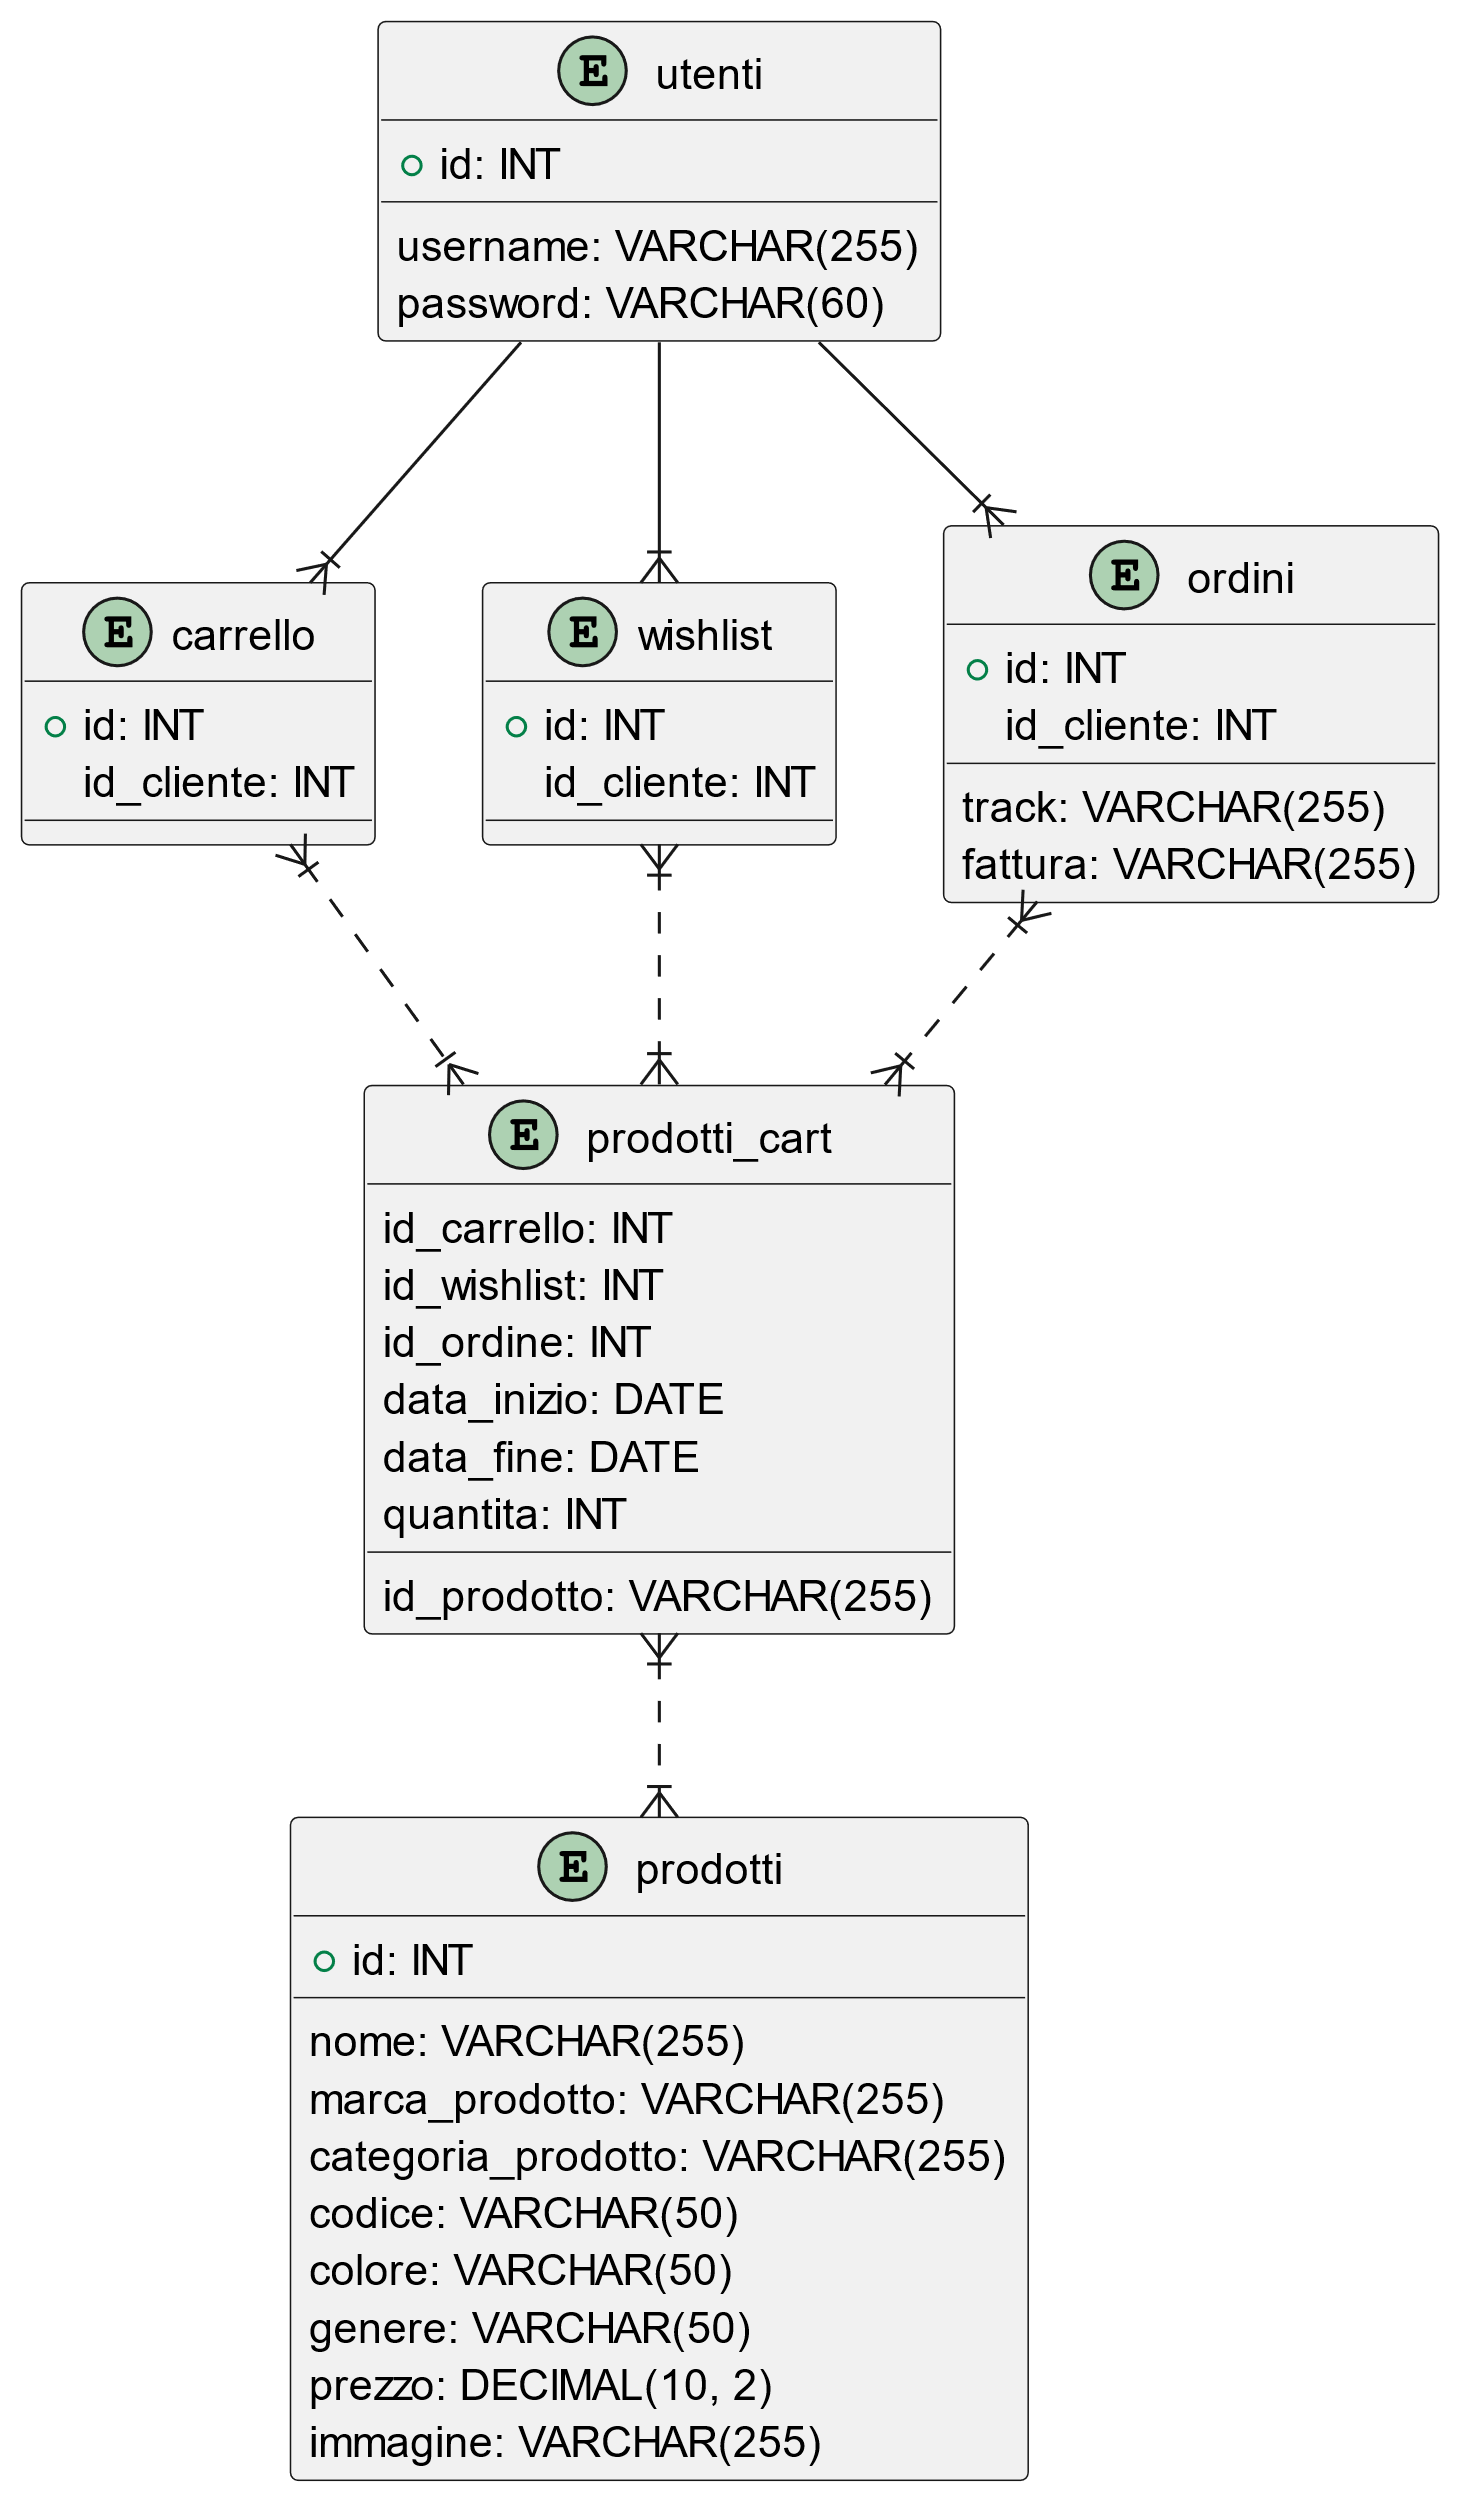 E utenti
id: INT
username: VARCHAR(255)
password: VARCHAR(60)
E carrello
id: INT
id_cliente: INT
E wishlist
id: INT
id_cliente: INT
E ordini
id: INT
id_cliente: INT
track: VARCHAR(255)
fattura: VARCHAR(255)
E prodotti_cart
id_carrello: INT
id_wishlist: INT
id_ordine: INT
data_inizio: DATE
data_fine: DATE
quantita: INT
id_prodotto: VARCHAR(255)
E prodotti
id: INT
nome: VARCHAR(255)
marca_prodotto: VARCHAR(255)
categoria_prodotto: VARCHAR(255)
codice: VARCHAR(50)
colore: VARCHAR(50)
genere: VARCHAR(50)
prezzo: DECIMAL(10, 2)
immagine: VARCHAR(255)